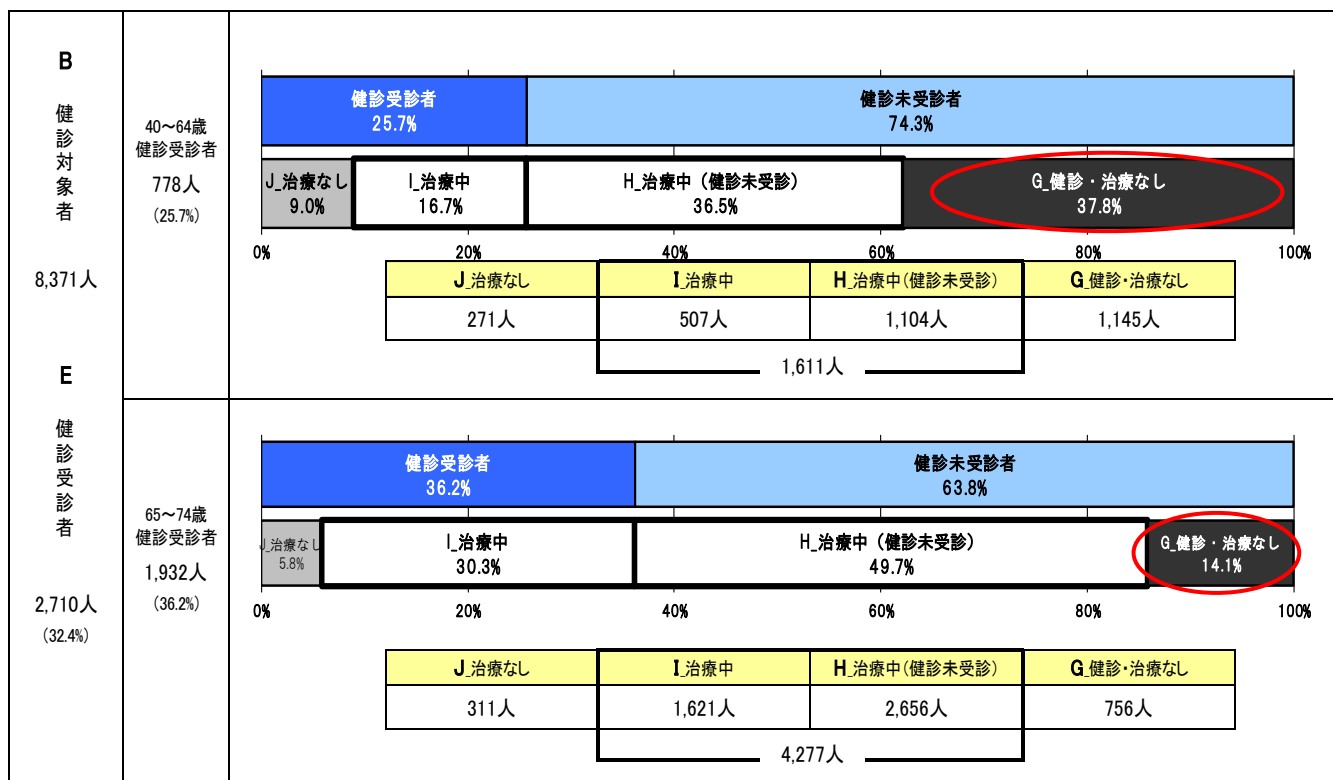 B
健診対象者
8,371人
E
健診受診者
2,710人
(32.4%)
40～64歳
健診受診者
778人
(25.7%)
健診受診者
25.7%
健診未受診者
74.3%
J_治療なし
9.0%
I_治療中
16.7%
H_治療中（健診未受診）
36.5%
G_健診・治療なし
37.8%
0% 20% 40% 60% 80% 100%
J_治療なし I_治療中 H_治療中(健診未受診) G_健診・治療なし
271人 507人 1,104人 1,145人
1,611人
65～74歳
健診受診者
1,932人
(36.2%)
健診受診者
36.2%
健診未受診者
63.8%
J_治療なし
5.8%
I_治療中
30.3%
H_治療中（健診未受診）
49.7%
G_健診・治療なし
14.1%
0% 20% 40% 60% 80% 100%
J_治療なし I_治療中 H_治療中(健診未受診) G_健診・治療なし
311人 1,621人 2,656人 756人
4,277人